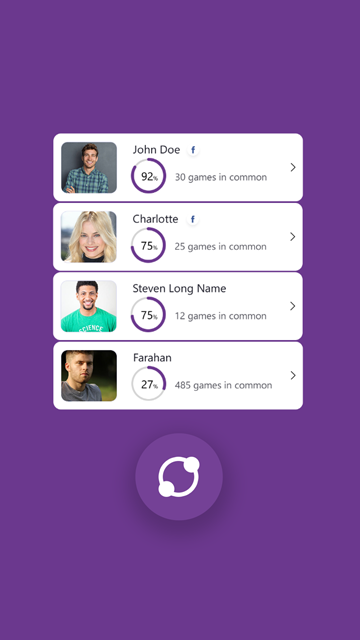 John Doe f
92%
30 games in common
Charlotte f
75%
25 games in common
Steven Long Name
75%
12 games in common
SCIENCE
Farahan
27%
485 games in common